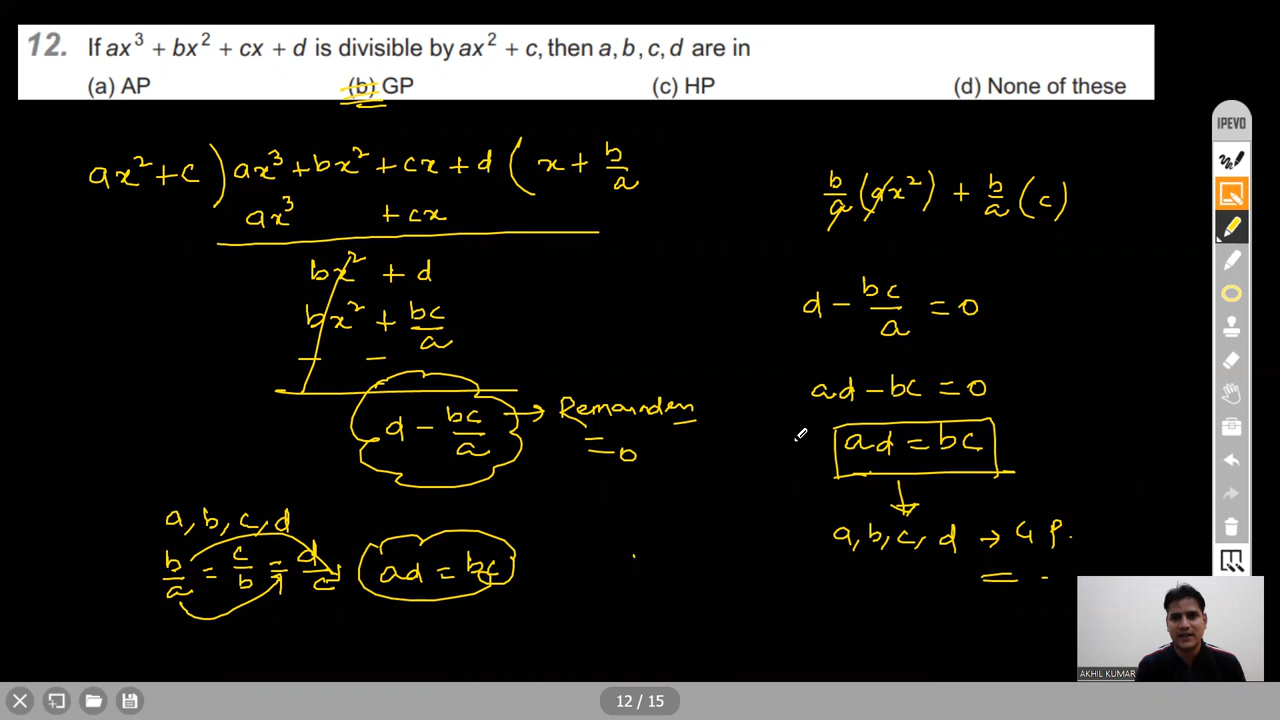 12. If ax³ + bx² + cx + d is divisible by ax² + c, then a, b, c, d are in
(a) AP (b) GP (c) HP (d) None of these
IPEVO
ax² + c ) ax³ + bx² + cx + d ( x + b/a
ax³ + cx
bx² + d
bx² + bc/a
− −
d − bc/a → Remainder
= 0
a, b, c, d
b/a = c/b = d/c
ad = bc
b/a (ax²) + b/a (c)
d − bc/a = 0
ad − bc = 0
ad = bc
a, b, c, d → G P.
AKHIL KUMAR
12 / 15